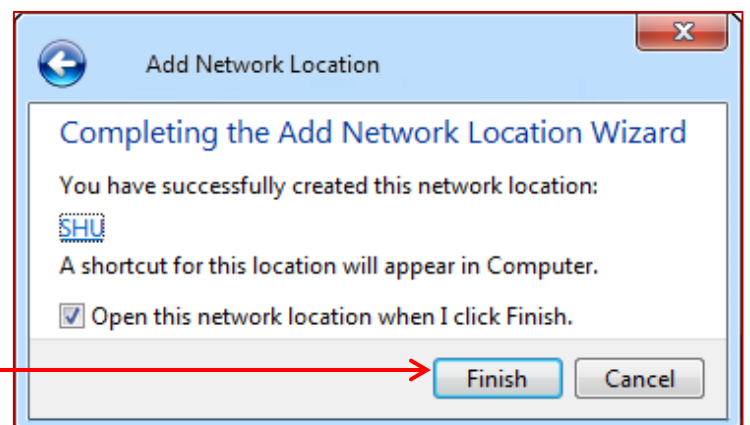 Add Network Location
Completing the Add Network Location Wizard
You have successfully created this network location:
SHU
A shortcut for this location will appear in Computer.
Open this network location when I click Finish.
Finish Cancel